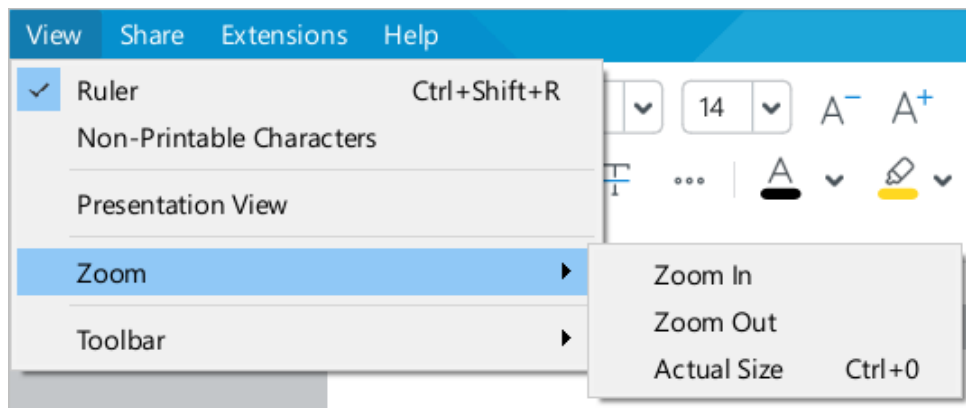 View Share Extensions Help
Ruler Ctrl+Shift+R
Non-Printable Characters
Presentation View
Zoom
Toolbar
14 A− A+
T A
Zoom In
Zoom Out
Actual Size Ctrl+0